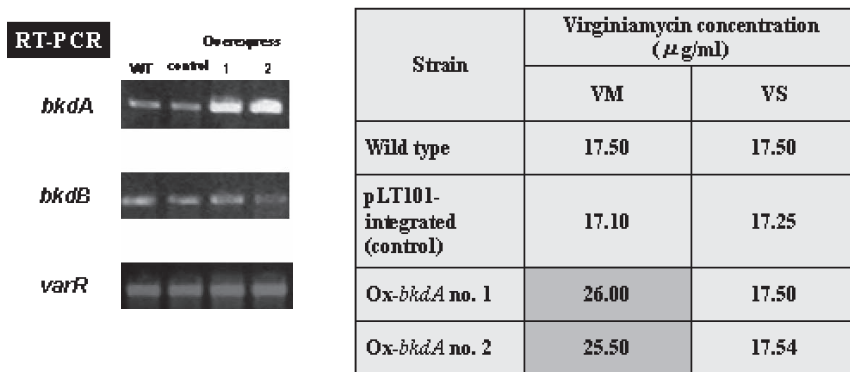 RT-PCR
Overexpress
WT control 1 2
bkdA
bkdB
varR
Strain
Virginiamycin concentration
(μg/ml)
VM VS
Wild type 17.50 17.50
pLT101-
integrated
(control) 17.10 17.25
Ox-bkdA no. 1 26.00 17.50
Ox-bkdA no. 2 25.50 17.54